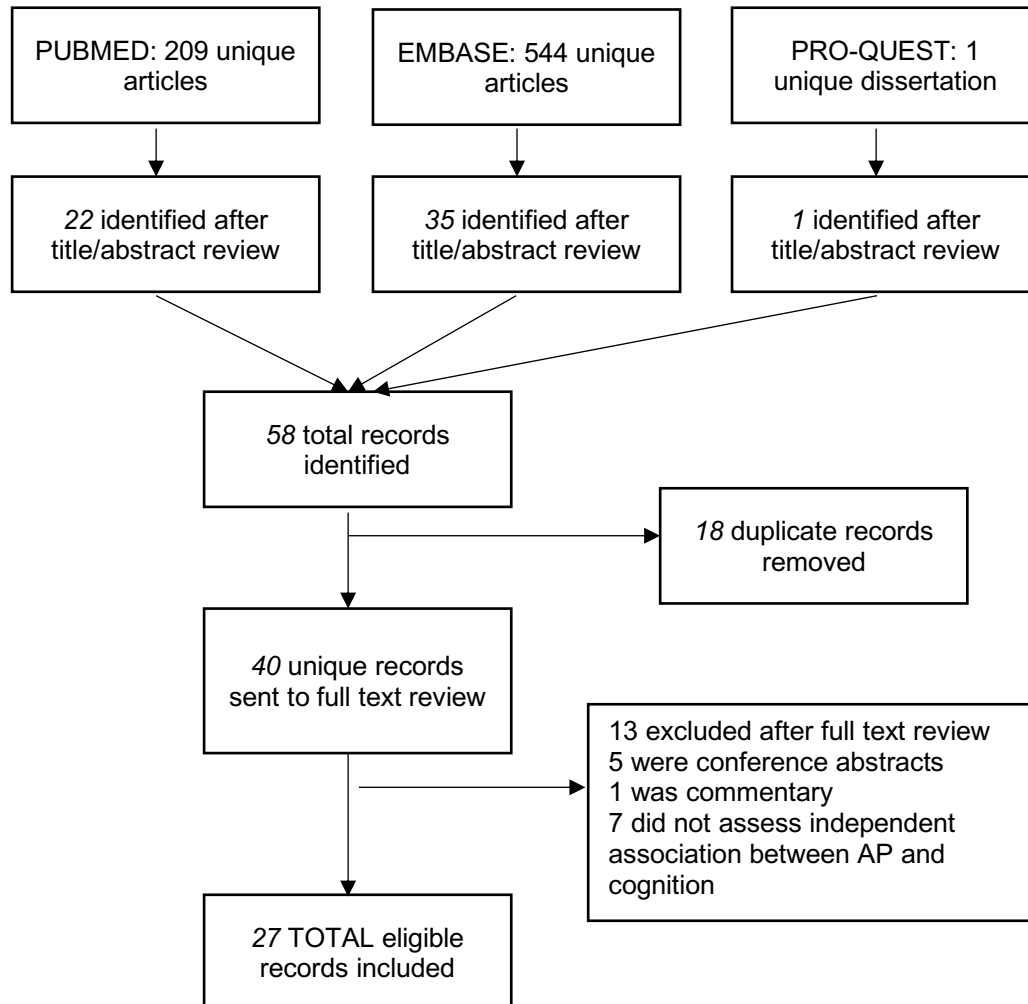 PUBMED: 209 unique
articles
EMBASE: 544 unique
articles
PRO-QUEST: 1
unique dissertation
22 identified after
title/abstract review
35 identified after
title/abstract review
1 identified after
title/abstract review
58 total records
identified
18 duplicate records
removed
40 unique records
sent to full text review
13 excluded after full text review
5 were conference abstracts
1 was commentary
7 did not assess independent
association between AP and
cognition
27 TOTAL eligible
records included